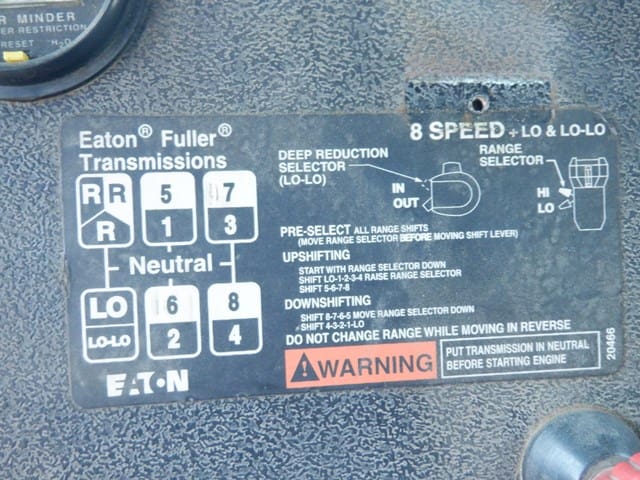 R MINDER
ER RESTRICTION
RESET "H₂O
Eaton® Fuller®
Transmissions
8 SPEED + LO & LO-LO
DEEP REDUCTION
SELECTOR
(LO-LO)
IN
OUT
RANGE
SELECTOR
HI
LO
R R 5 7
R 1 3
Neutral
LO 6 8
LO-LO 2 4
PRE-SELECT ALL RANGE SHIFTS
(MOVE RANGE SELECTOR BEFORE MOVING SHIFT LEVER)
UPSHIFTING
START WITH RANGE SELECTOR DOWN
SHIFT LO-1-2-3-4 RAISE RANGE SELECTOR
SHIFT 5-6-7-8
DOWNSHIFTING
SHIFT 8-7-6-5 MOVE RANGE SELECTOR DOWN
SHIFT 4-3-2-1-LO
DO NOT CHANGE RANGE WHILE MOVING IN REVERSE
WARNING
PUT TRANSMISSION IN NEUTRAL
BEFORE STARTING ENGINE
20466
EATON